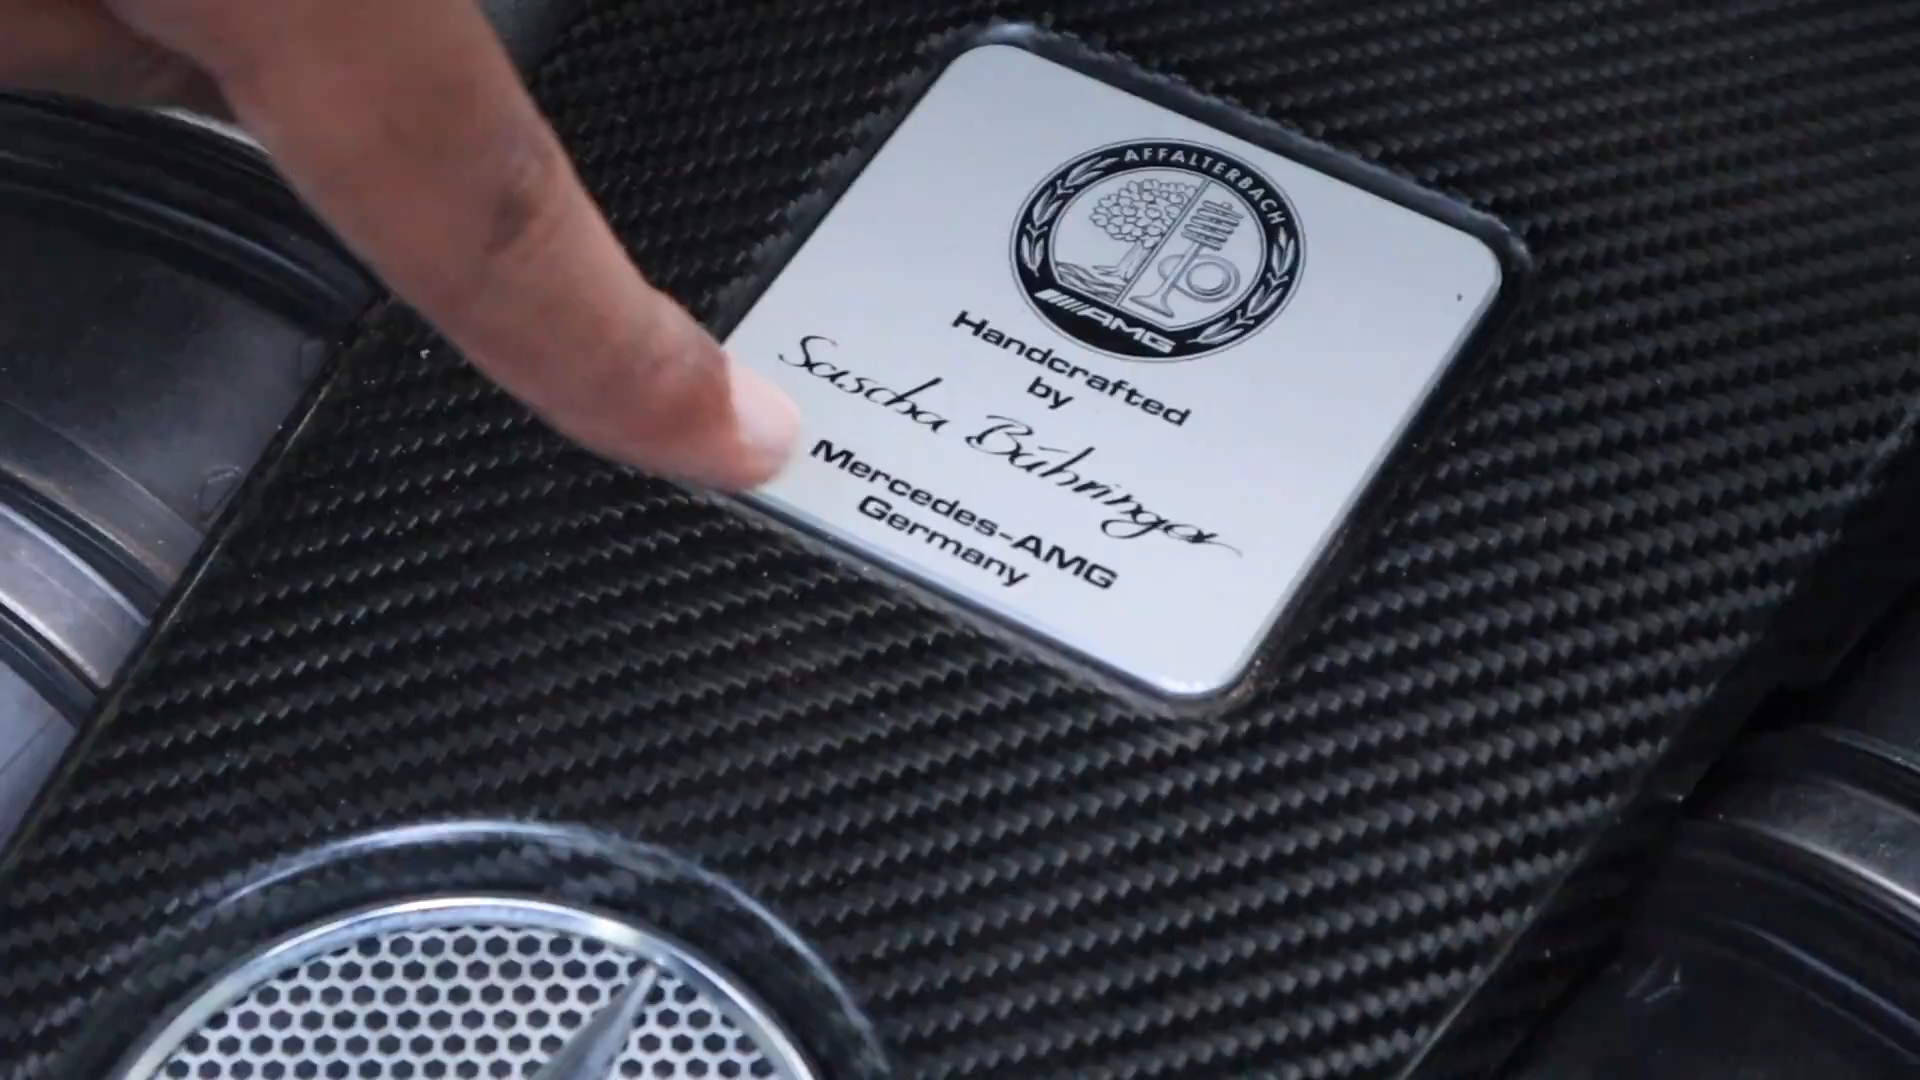 AFFALTERBACH
AMG
Handcrafted
by
Sascha Bühringer
Mercedes-AMG
Germany